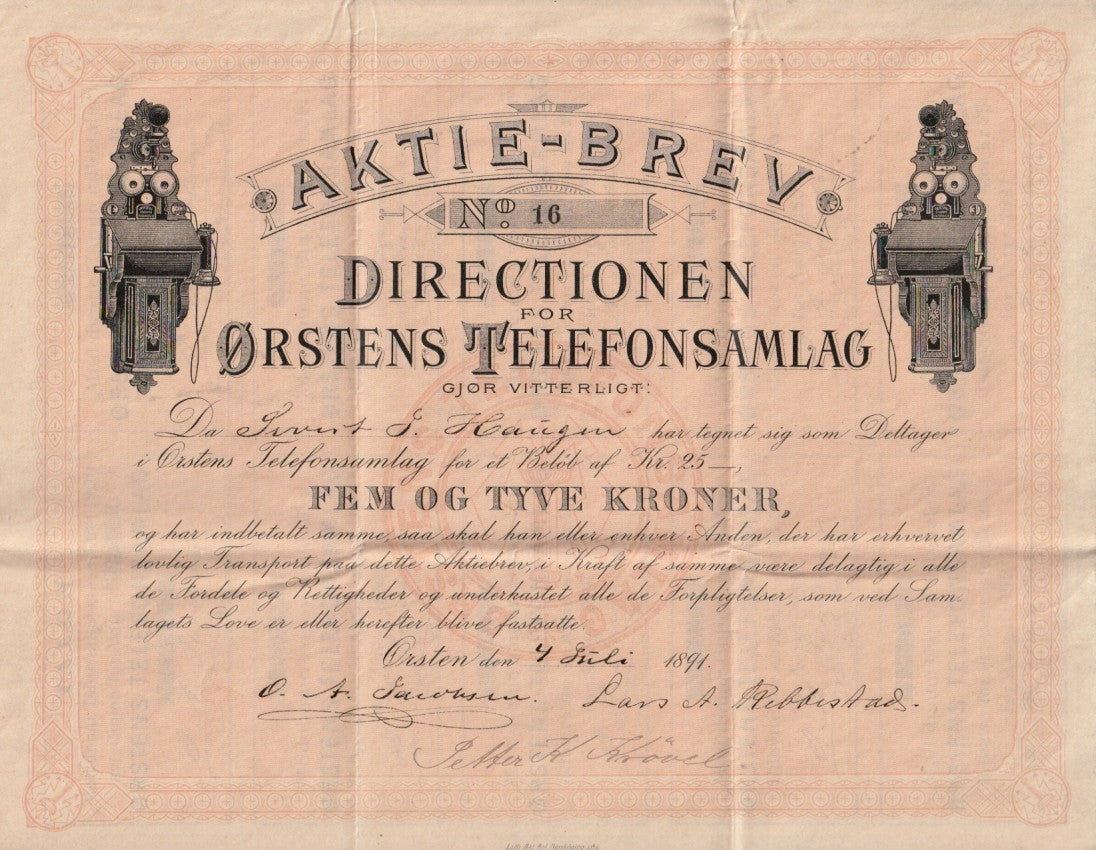 AKTIE-BREV
No. 16
DIRECTIONEN
FOR
ØRSTENS TELEFONSAMLAG
GJØR VITTERLIGT:
Da Sivert J. Haugen har tegnet sig som Deltager
i Ørstens Telefonsamlag for et Beløb af Kr. 25 —,
FEM OG TYVE KRONER,
og har indbetalt samme, saa skal han eller enhver Anden, der har erhvervet
lovlig Transport paa dette Aktiebrev, i Kraft af samme være delagtig i alle
de Fordele og Rettigheder og underkastet alle de Forpligtelser, som ved Sam-
lagets Love er eller herefter blive fastsatte.
Ørsten den 4 Juli 1891.
O. A. Jacobsen. Lars A. Ribbestad.
Petter K Krövel